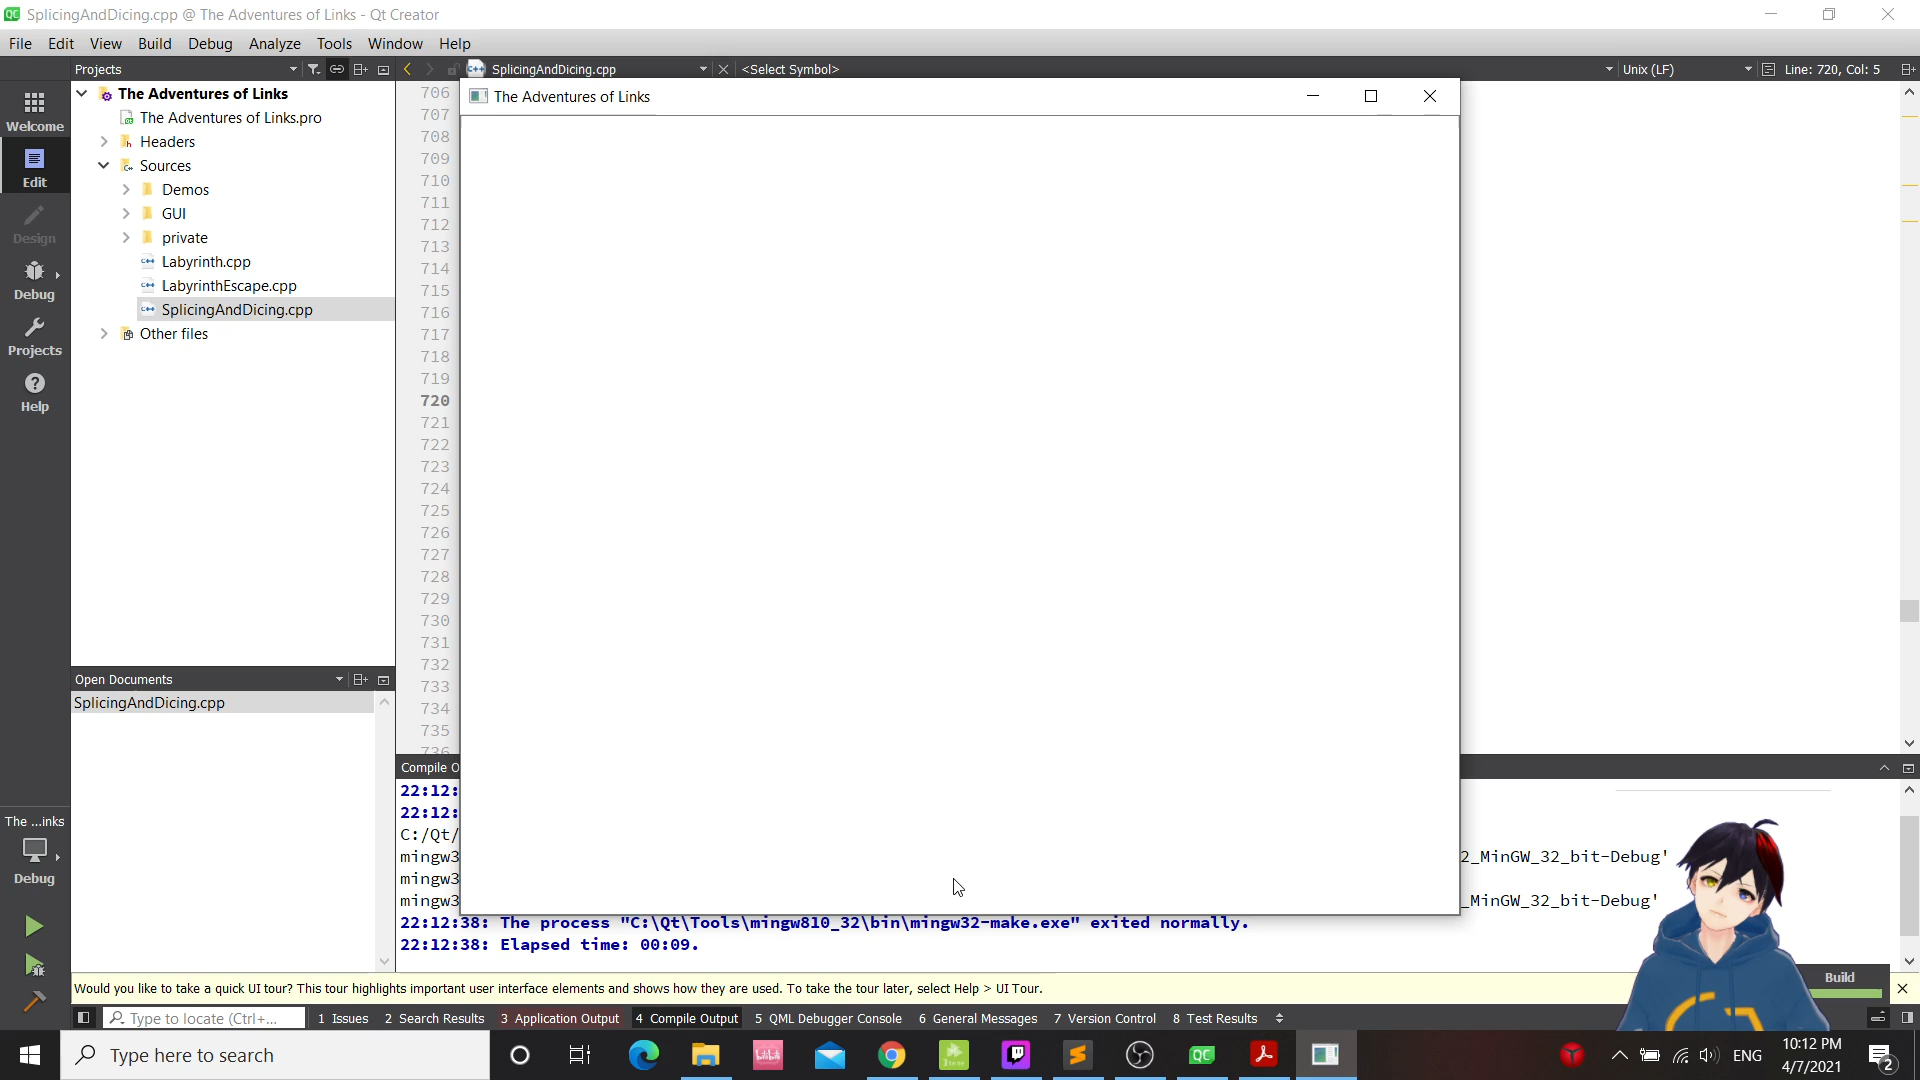 SplicingAndDicing.cpp @ The Adventures of Links - Qt Creator
File Edit View Build Debug Analyze Tools Window Help
Projects
SplicingAndDicing.cpp
<Select Symbol>
Unix (LF)
Line: 720, Col: 5
Welcome
Edit
Design
Debug
Projects
Help
The Adventures of Links
The Adventures of Links.pro
Headers
Sources
Demos
GUI
private
Labyrinth.cpp
LabyrinthEscape.cpp
SplicingAndDicing.cpp
Other files
706
707
708
709
710
711
712
713
714
715
716
717
718
719
720
721
722
723
724
725
726
727
728
729
730
731
732
733
734
735
736
The Adventures of Links
Open Documents
SplicingAndDicing.cpp
Compile O
22:12:
22:12:
C:/Qt/
mingw3
2_MinGW_32_bit-Debug'
mingw3
mingw3
_MinGW_32_bit-Debug'
22:12:38: The process "C:\Qt\Tools\mingw810_32\bin\mingw32-make.exe" exited normally.
22:12:38: Elapsed time: 00:09.
The ...inks
Debug
Would you like to take a quick UI tour? This tour highlights important user interface elements and shows how they are used. To take the tour later, select Help > UI Tour.
Build
Type to locate (Ctrl+...
1 Issues 2 Search Results 3 Application Output 4 Compile Output 5 QML Debugger Console 6 General Messages 7 Version Control 8 Test Results
Type here to search
ENG
10:12 PM
4/7/2021
2